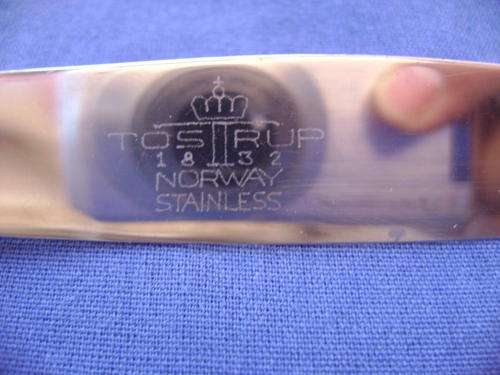 TOSTRUP
1832
NORWAY
STAINLESS